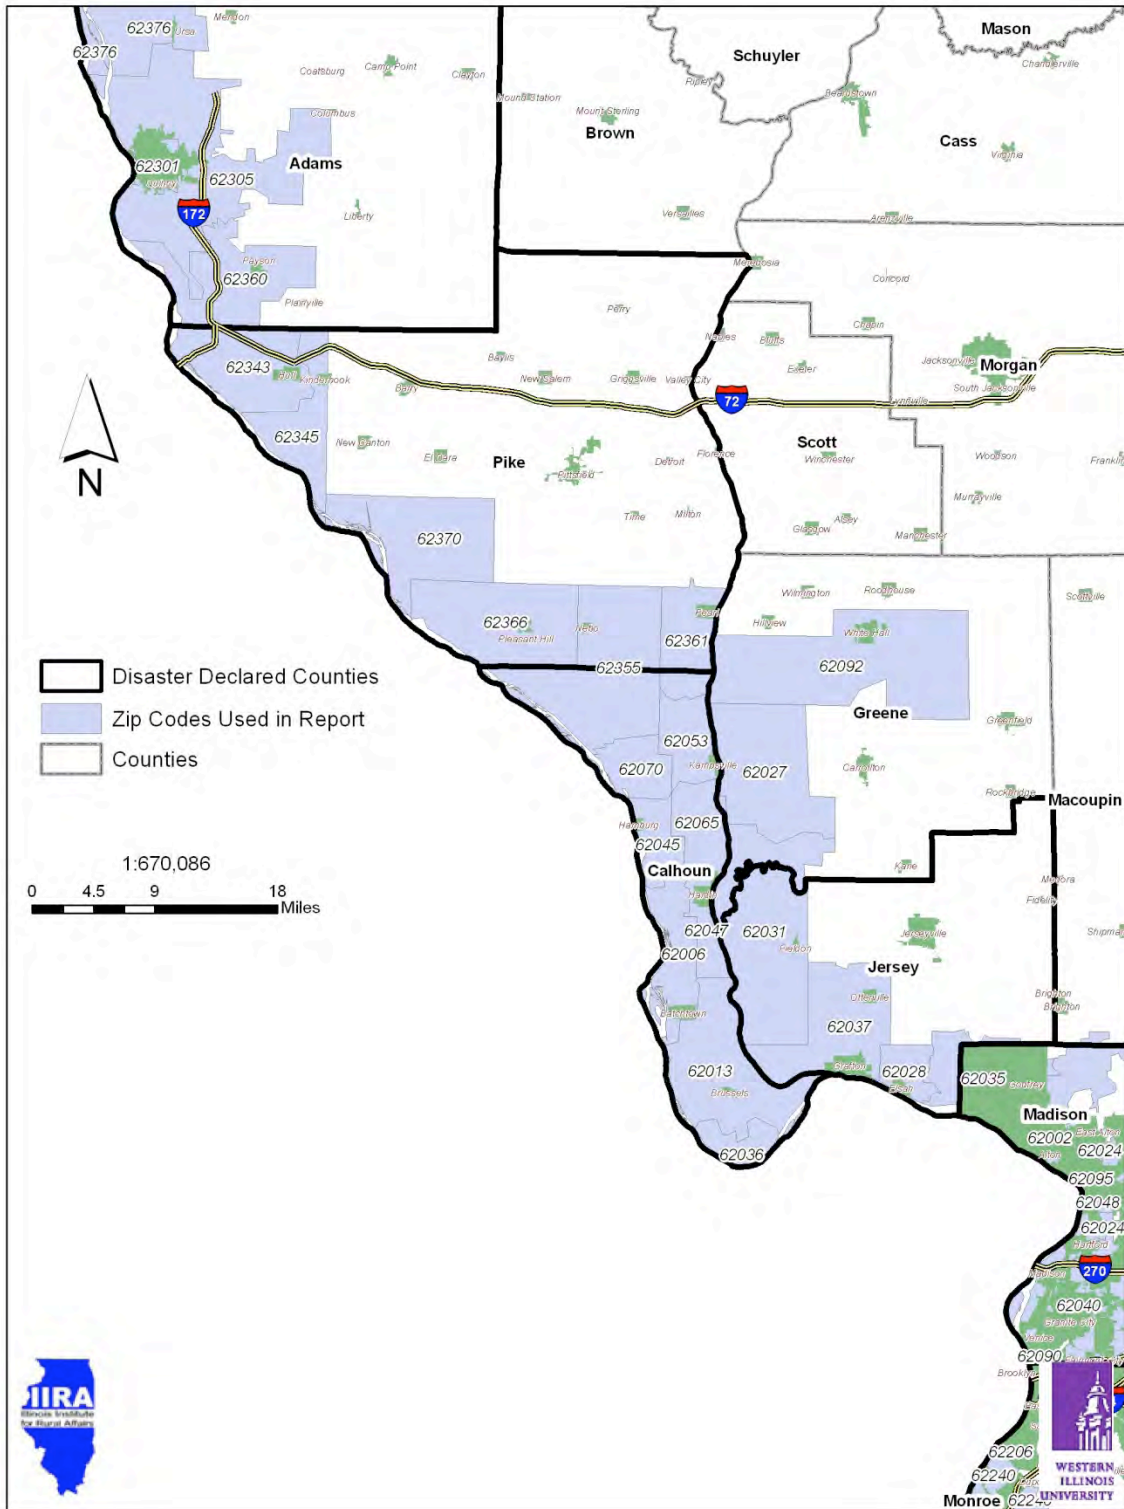 Mendon
Mason
62376
Ursa
62376
Schuyler
Chandlerville
Camp Point
Coatsburg
Clayton
Ripley
Beardstown
Mound Station
Mount Sterling
Columbus
Brown
Cass
Virginia
Adams
62301
62305
Quincy
172
Liberty
Versailles
Arenzville
Payson
62360
Meredosia
Concord
Plainville
Perry
Chapin
Naples
Bluffs
62343
Hull
Kinderhook
Baylis
Jacksonville
Morgan
Exeter
Barry
New Salem
Griggsville
Valley City
South Jacksonville
72
Lynnville
62345
New Canton
El Dara
Pike
Scott
Florence
Winchester
Woodson
Franklin
Pittsfield
Detroit
Murrayville
N
Time
Milton
Glasgow
Alsey
Manchester
62370
Wilmington
Roodhouse
Scottville
62366
Pleasant Hill
Nebo
Pearl
62361
Hillview
White Hall
62092
62355
Disaster Declared Counties
Zip Codes Used in Report
Counties
Greene
Greenfield
62053
Kampsville
62070
62027
Carrollton
Rockbridge
Macoupin
Hamburg
62065
62045
1:670,086
0 4.5 9 18
Miles
Calhoun
Kane
Medora
Hardin
Fidelity
62047
62031
Fieldon
Jerseyville
Shipma
62006
Jersey
Otterville
Brighton
Brighton
Batchtown
62037
62013
Brussels
Grafton
62028
Elsah
62035
Godfrey
Madison
62002
East Alton
Alton
62024
62036
62095
62048
62024
Hartford
Madison
270
62040
Granite City
Venice
62090
Brooklyn
62206
62240
Monroe
IIRA
Illinois Institute
for Rural Affairs
WESTERN
ILLINOIS
UNIVERSITY